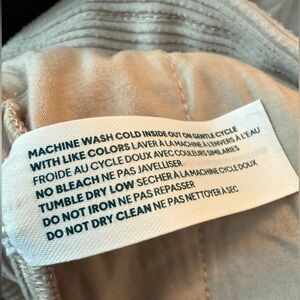 MACHINE WASH COLD INSIDE OUT ON GENTLE CYCLE
WITH LIKE COLORS LAVER À LA MACHINE À L'ENVERS À L'EAU
FROIDE AU CYCLE DOUX AVEC COULEURS SIMILAIRES
NO BLEACH NE PAS JAVELLISER
TUMBLE DRY LOW SÉCHER À LA MACHINE CYCLE DOUX
DO NOT IRON NE PAS REPASSER
DO NOT DRY CLEAN NE PAS NETTOYER À SEC